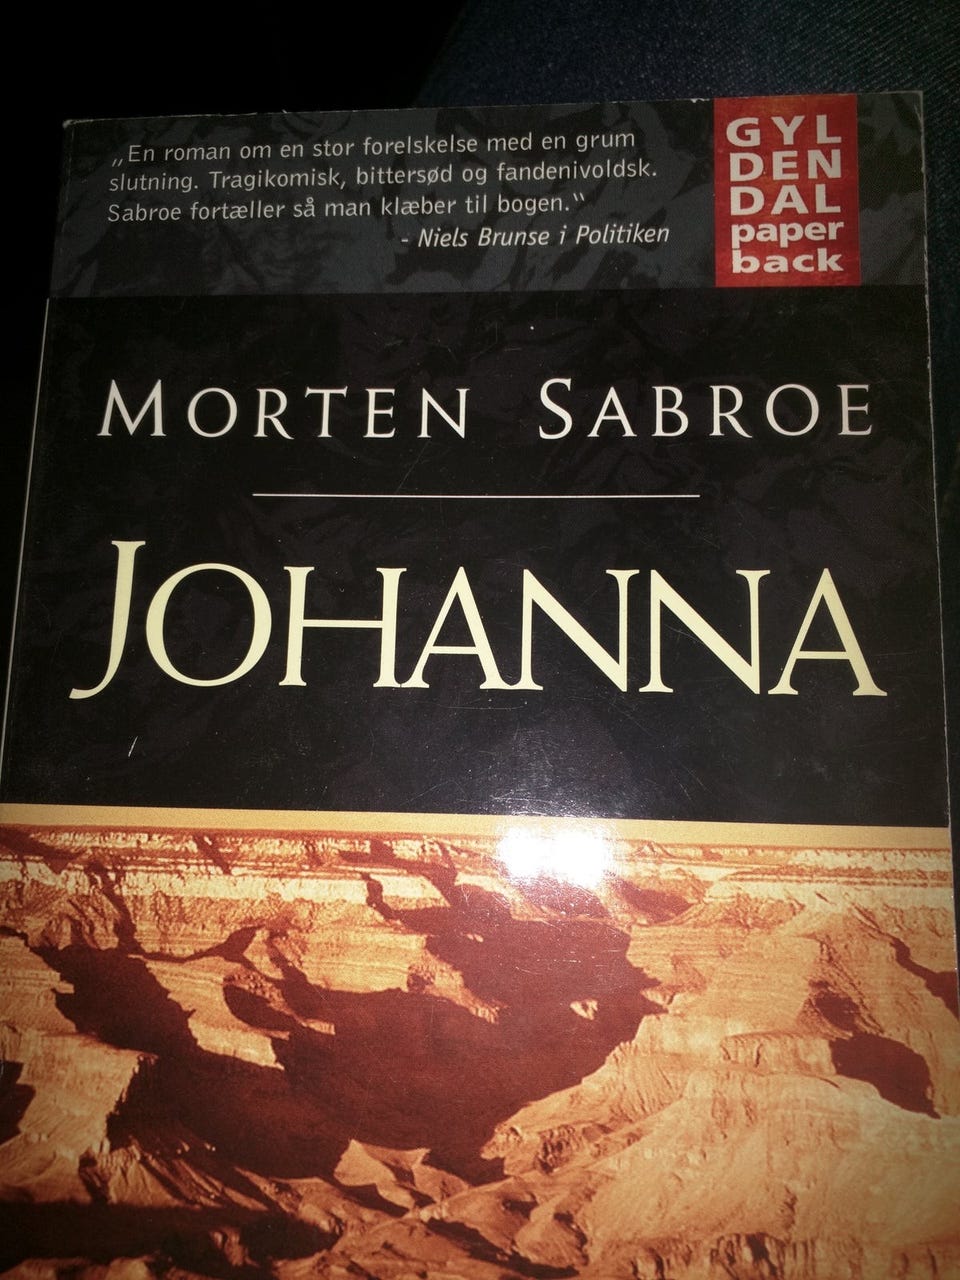 „En roman om en stor forelskelse med en grum
slutning. Tragikomisk, bittersød og fandenivoldsk.
Sabroe fortæller så man klæber til bogen.“
- Niels Brunse i Politiken
GYL
DEN
DAL
paper
back
MORTEN SABROE
JOHANNA